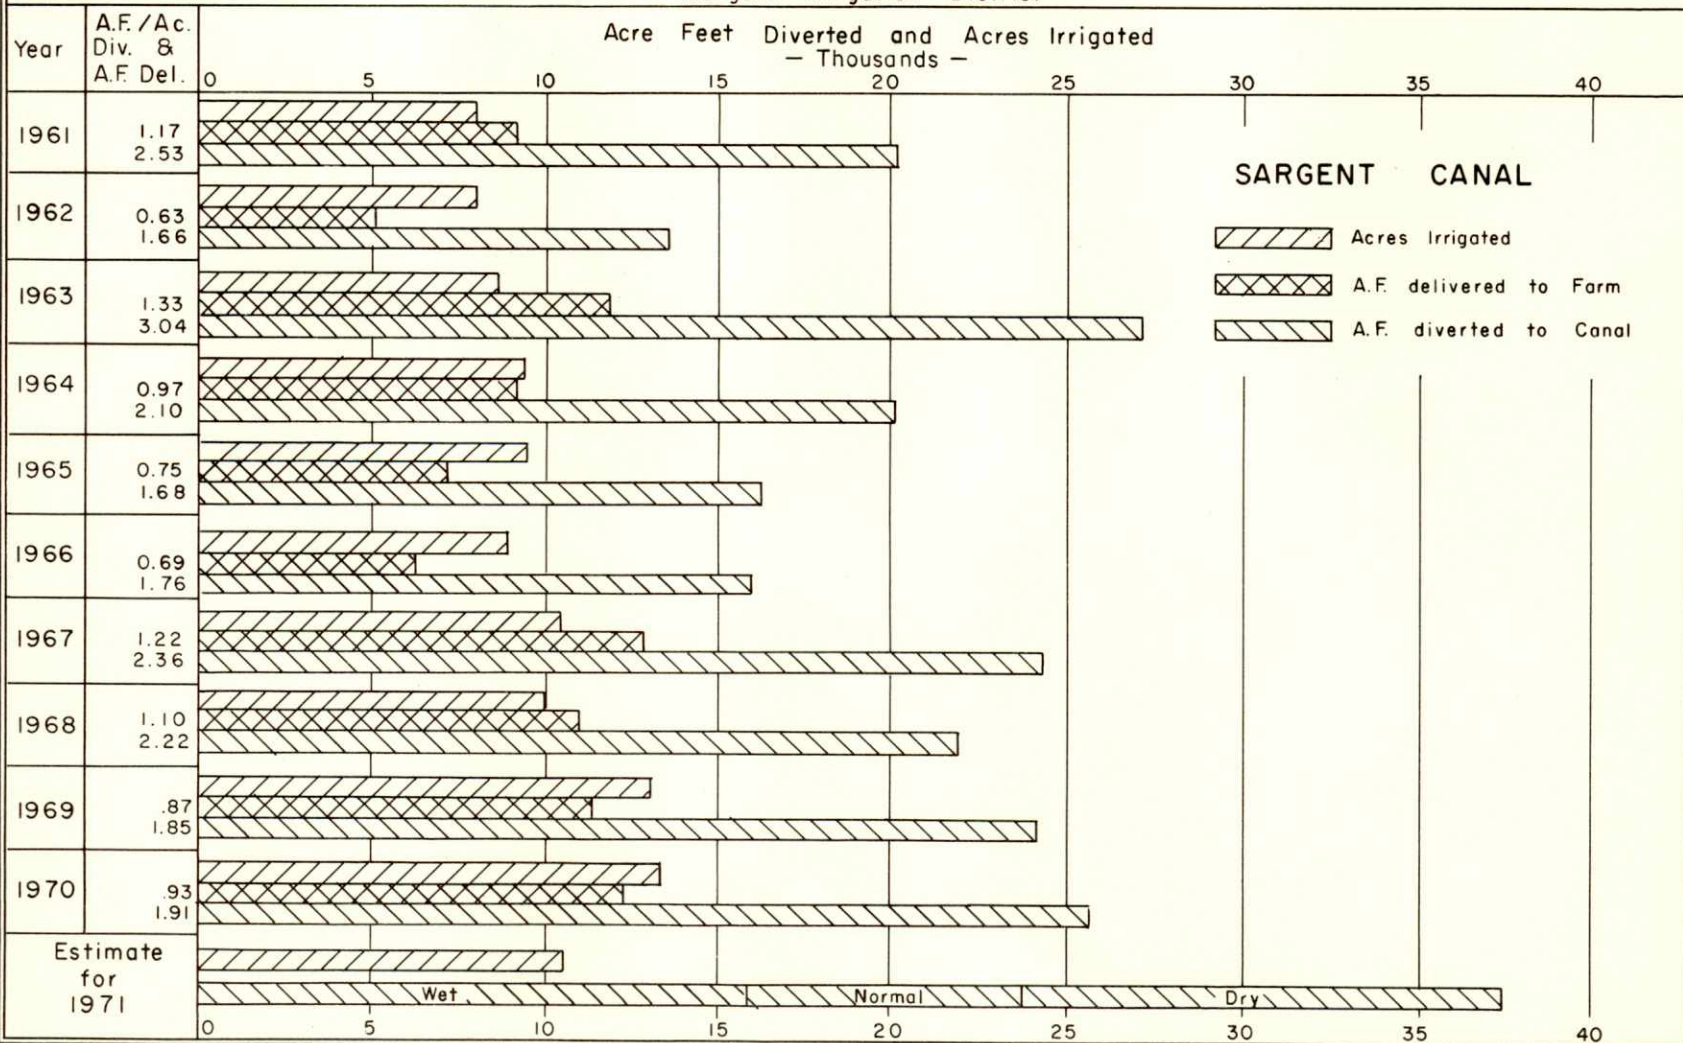 Year
A.F./Ac.
Div. &
A.F. Del.
Acre Feet Diverted and Acres Irrigated
— Thousands —
0 5 10 15 20 25 30 35 40
1961
1.17
2.53
1962
0.63
1.66
1963
1.33
3.04
1964
0.97
2.10
1965
0.75
1.68
1966
0.69
1.76
1967
1.22
2.36
1968
1.10
2.22
1969
.87
1.85
1970
.93
1.91
Estimate
for
1971
Wet Normal Dry
0 5 10 15 20 25 30 35 40
SARGENT CANAL
Acres Irrigated
A.F. delivered to Farm
A.F. diverted to Canal